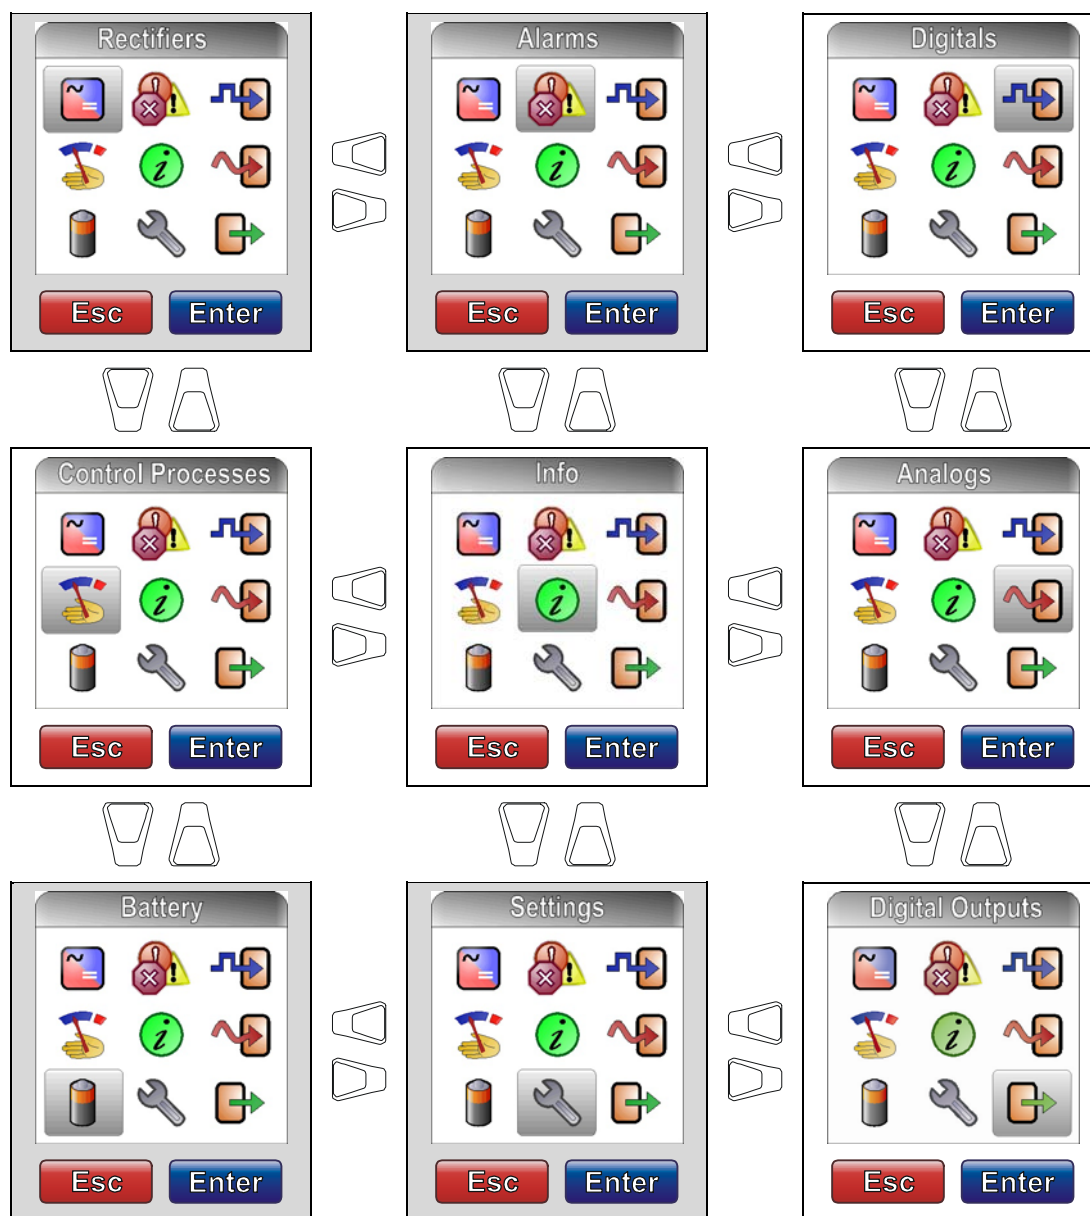 Rectifiers
Alarms
Digitals
Esc Enter
Esc Enter
Esc Enter
Control Processes
Info
Analogs
Esc Enter
Esc Enter
Esc Enter
Battery
Settings
Digital Outputs
Esc Enter
Esc Enter
Esc Enter